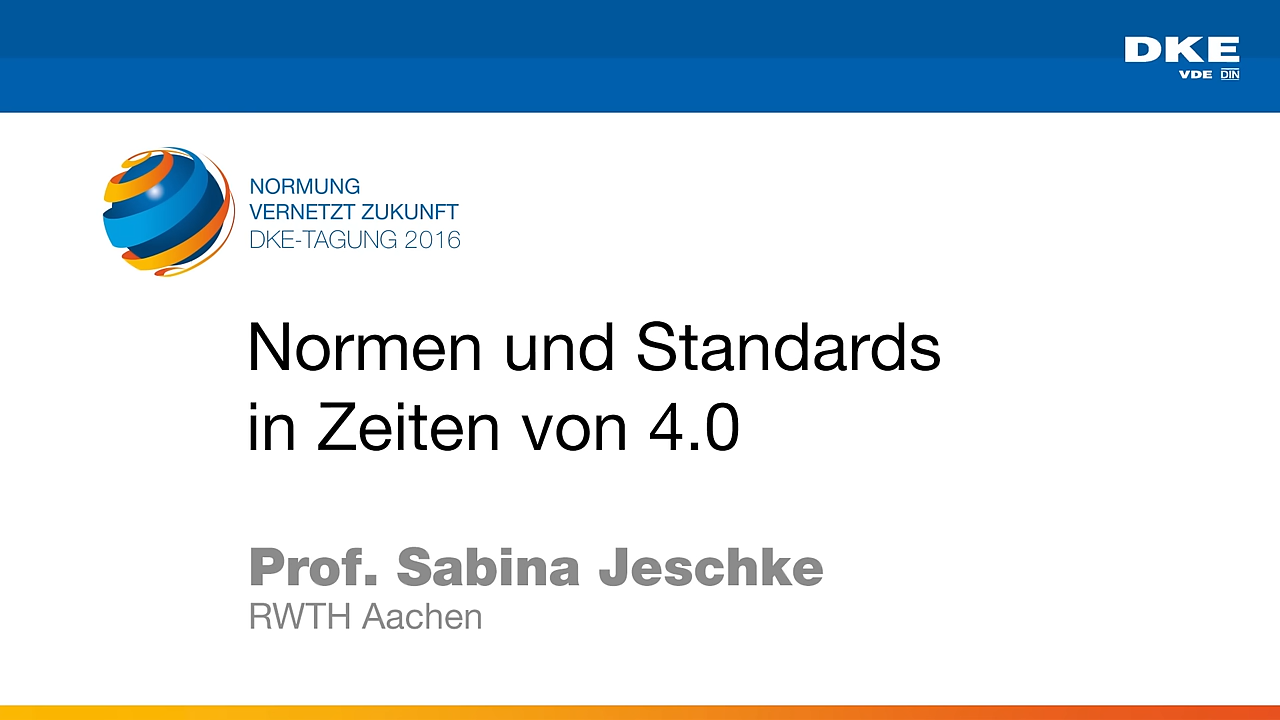 DKE
VDE DIN
NORMUNG
VERNETZT ZUKUNFT
DKE-TAGUNG 2016
Normen und Standards
in Zeiten von 4.0
Prof. Sabina Jeschke
RWTH Aachen